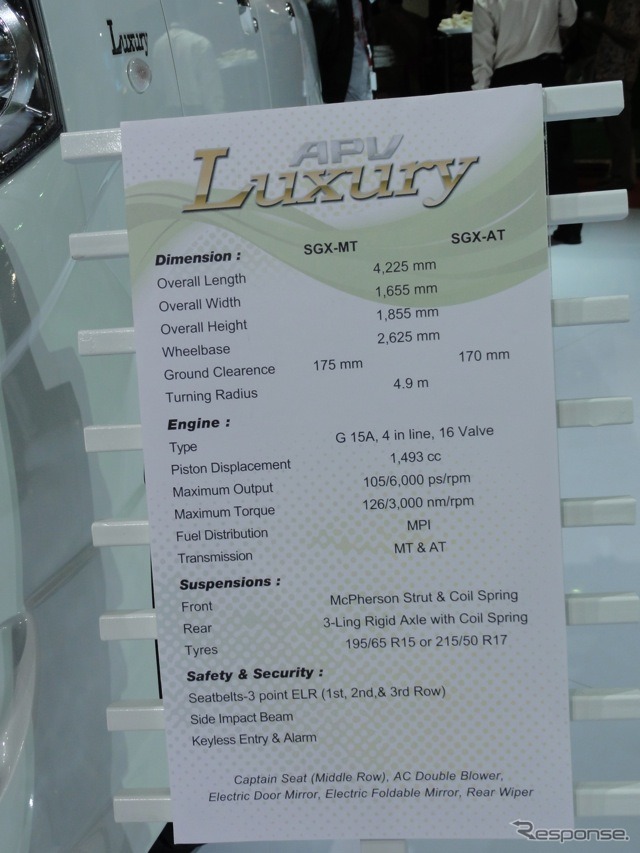 Luxury
APV
Luxury
SGX-MT SGX-AT
Dimension :
Overall Length 4,225 mm
Overall Width 1,655 mm
Overall Height 1,855 mm
Wheelbase 2,625 mm
Ground Clearence 175 mm 170 mm
Turning Radius 4.9 m
Engine :
Type G 15A, 4 in line, 16 Valve
Piston Displacement 1,493 cc
Maximum Output 105/6,000 ps/rpm
Maximum Torque 126/3,000 nm/rpm
Fuel Distribution MPI
Transmission MT & AT
Suspensions :
Front McPherson Strut & Coil Spring
Rear 3-Ling Rigid Axle with Coil Spring
Tyres 195/65 R15 or 215/50 R17
Safety & Security :
Seatbelts-3 point ELR (1st, 2nd,& 3rd Row)
Side Impact Beam
Keyless Entry & Alarm
Captain Seat (Middle Row), AC Double Blower,
Electric Door Mirror, Electric Foldable Mirror, Rear Wiper
Response.